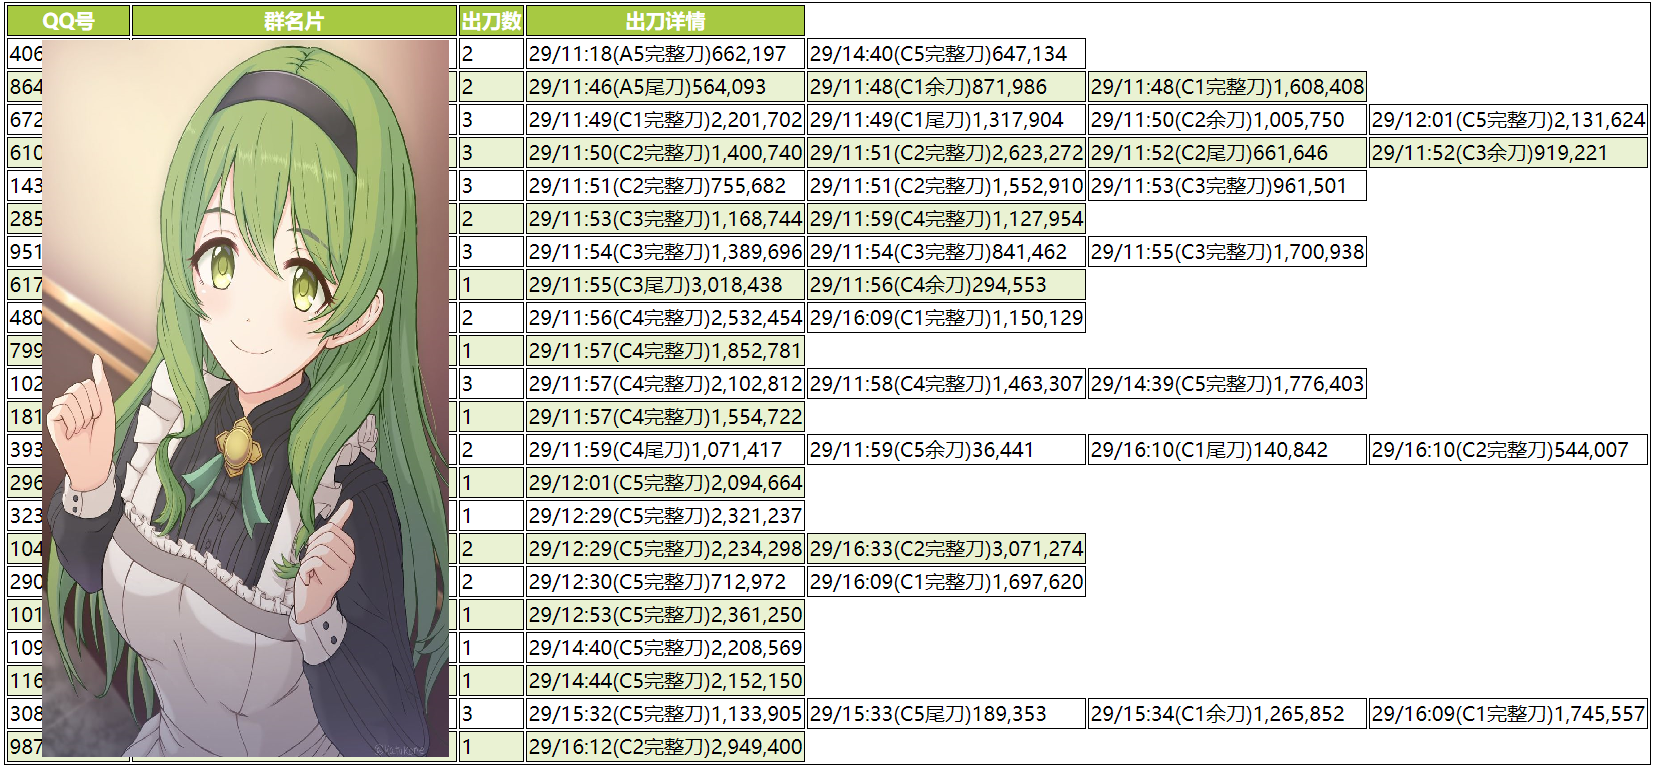 QQ号 群名片 出刀数 出刀详情
406 2 29/11:18(A5完整刀)662,197 29/14:40(C5完整刀)647,134
864 2 29/11:46(A5尾刀)564,093 29/11:48(C1余刀)871,986 29/11:48(C1完整刀)1,608,408
672 3 29/11:49(C1完整刀)2,201,702 29/11:49(C1尾刀)1,317,904 29/11:50(C2余刀)1,005,750 29/12:01(C5完整刀)2,131,624
610 3 29/11:50(C2完整刀)1,400,740 29/11:51(C2完整刀)2,623,272 29/11:52(C2尾刀)661,646 29/11:52(C3余刀)919,221
143 3 29/11:51(C2完整刀)755,682 29/11:51(C2完整刀)1,552,910 29/11:53(C3完整刀)961,501
285 2 29/11:53(C3完整刀)1,168,744 29/11:59(C4完整刀)1,127,954
951 3 29/11:54(C3完整刀)1,389,696 29/11:54(C3完整刀)841,462 29/11:55(C3完整刀)1,700,938
617 1 29/11:55(C3尾刀)3,018,438 29/11:56(C4余刀)294,553
480 2 29/11:56(C4完整刀)2,532,454 29/16:09(C1完整刀)1,150,129
799 1 29/11:57(C4完整刀)1,852,781
102 3 29/11:57(C4完整刀)2,102,812 29/11:58(C4完整刀)1,463,307 29/14:39(C5完整刀)1,776,403
181 1 29/11:57(C4完整刀)1,554,722
393 2 29/11:59(C4尾刀)1,071,417 29/11:59(C5余刀)36,441 29/16:10(C1尾刀)140,842 29/16:10(C2完整刀)544,007
296 1 29/12:01(C5完整刀)2,094,664
323 1 29/12:29(C5完整刀)2,321,237
104 2 29/12:29(C5完整刀)2,234,298 29/16:33(C2完整刀)3,071,274
290 2 29/12:30(C5完整刀)712,972 29/16:09(C1完整刀)1,697,620
101 1 29/12:53(C5完整刀)2,361,250
109 1 29/14:40(C5完整刀)2,208,569
116 1 29/14:44(C5完整刀)2,152,150
308 3 29/15:32(C5完整刀)1,133,905 29/15:33(C5尾刀)189,353 29/15:34(C1余刀)1,265,852 29/16:09(C1完整刀)1,745,557
987 1 29/16:12(C2完整刀)2,949,400